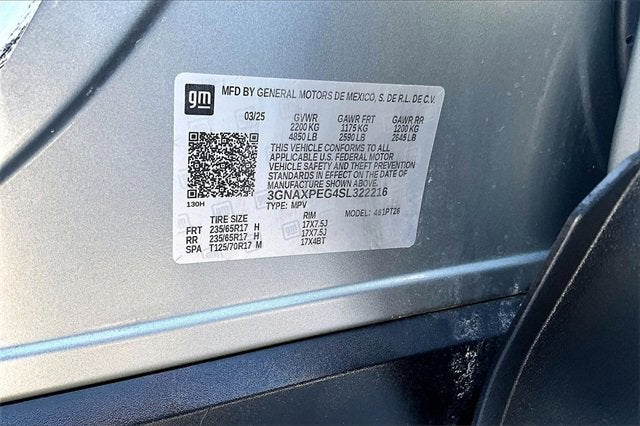 gm
MFD BY GENERAL MOTORS DE MEXICO, S. DE R.L. DE C.V.
03/25 GVWR GAWR FRT GAWR RR
2200 KG 1175 KG 1200 KG
4850 LB 2590 LB 2645 LB
THIS VEHICLE CONFORMS TO ALL
APPLICABLE U.S. FEDERAL MOTOR
VEHICLE SAFETY AND THEFT PREVENTION
STANDARDS IN EFFECT ON THE DATE OF
MANUFACTURE SHOWN ABOVE.
3GNAXPEG4SL322216
130H
TYPE: MPV MODEL: 461PT26
TIRE SIZE RIM
FRT 235/65R17 H 17X7.5J
RR 235/65R17 H 17X7.5J
SPA T125/70R17 M 17X4BT